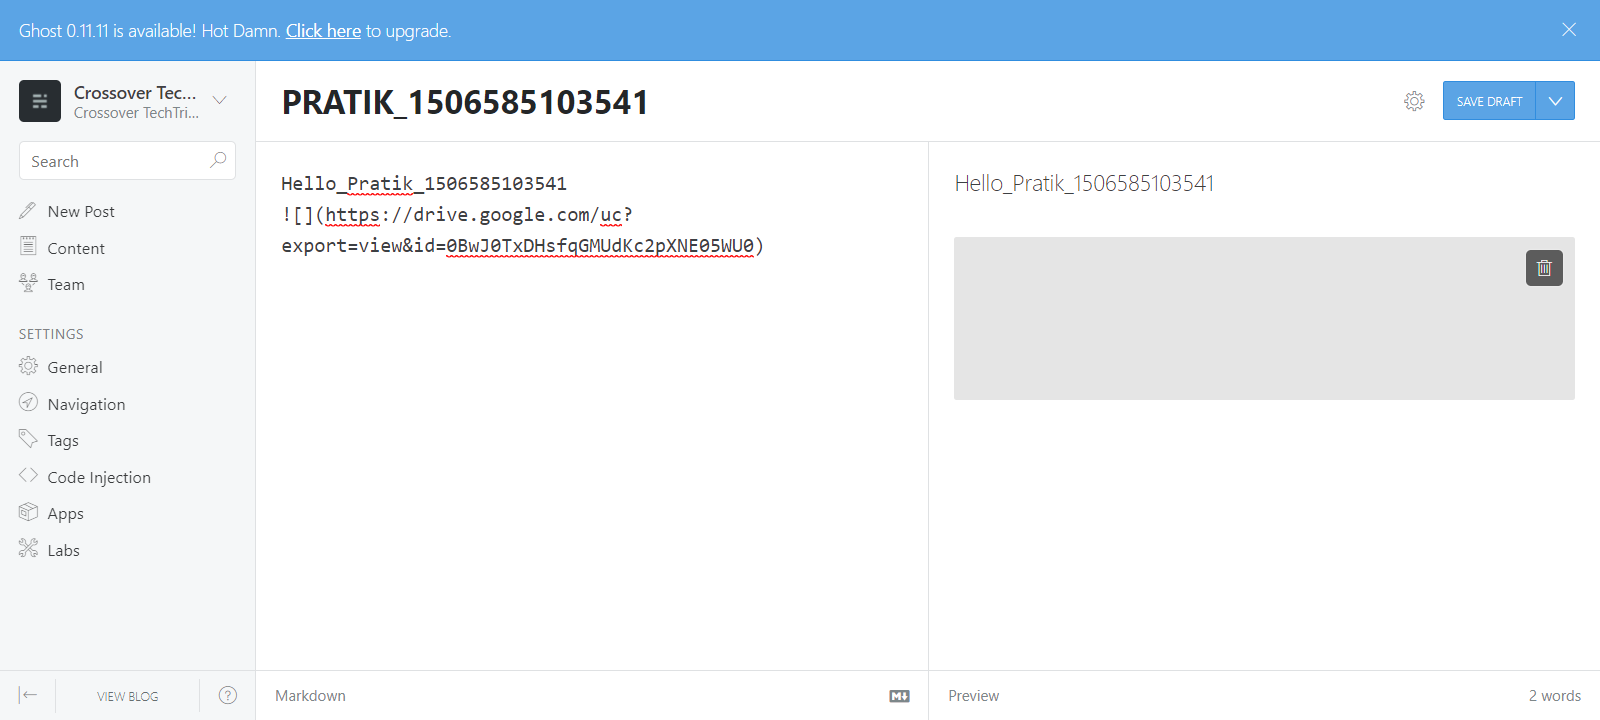 Ghost 0.11.11 is available! Hot Damn. Click here to upgrade.
Crossover Tec...
Crossover TechTri...
Search
New Post
Content
Team
SETTINGS
General
Navigation
Tags
Code Injection
Apps
Labs
VIEW BLOG
?
PRATIK_1506585103541
SAVE DRAFT
Hello_Pratik_1506585103541
![](https://drive.google.com/uc?
export=view&id=0BwJ0TxDHsfqGMUdKc2pXNE05WU0)
Markdown
M
Hello_Pratik_1506585103541
Preview
2 words